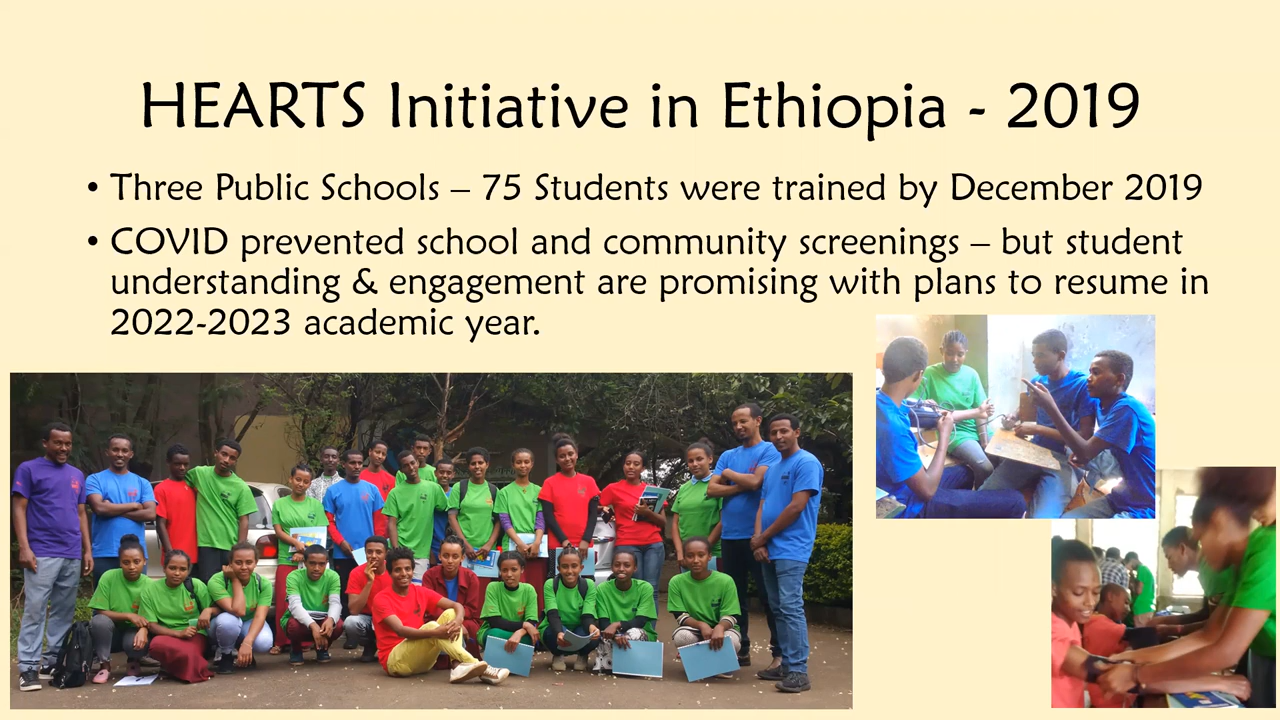 HEARTS Initiative in Ethiopia - 2019
• Three Public Schools – 75 Students were trained by December 2019
• COVID prevented school and community screenings – but student
understanding & engagement are promising with plans to resume in
2022-2023 academic year.